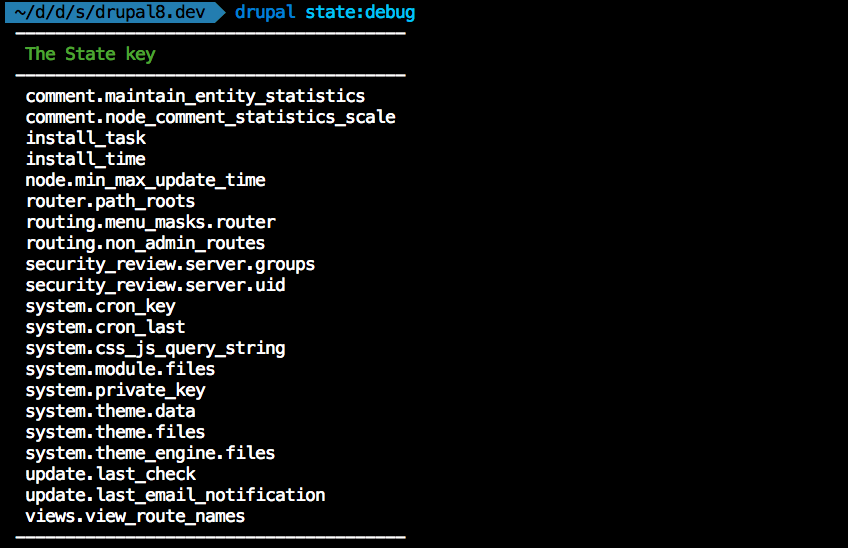 ~/d/d/s/drupal8.dev drupal state:debug
The State key
comment.maintain_entity_statistics
comment.node_comment_statistics_scale
install_task
install_time
node.min_max_update_time
router.path_roots
routing.menu_masks.router
routing.non_admin_routes
security_review.server.groups
security_review.server.uid
system.cron_key
system.cron_last
system.css_js_query_string
system.module.files
system.private_key
system.theme.data
system.theme.files
system.theme_engine.files
update.last_check
update.last_email_notification
views.view_route_names